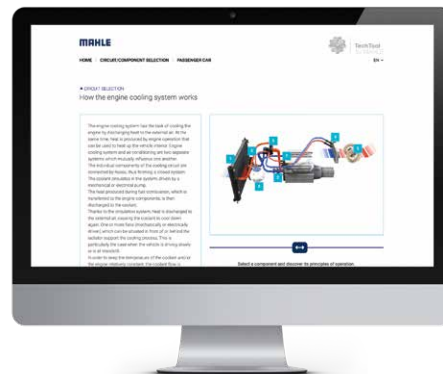 MAHLE
TechTool
HOME CIRCUIT/COMPONENT SELECTION PASSENGER CAR
EN
CIRCUIT SELECTION
How the engine cooling system works
The engine cooling system has the task of cooling the
engine by discharging heat to the external air. At the
same time, heat is produced by engine operation that
can be used to heat up the vehicle interior. Engine
cooling system and air conditioning are two separate
systems which mutually influence one another.
The individual components of the cooling circuit are
connected by hoses, thus forming a closed system.
The coolant circulates in the system, driven by a
mechanical or electrical pump.
The heat produced during fuel combustion, which is
transferred to the engine components, is then
discharged to the coolant.
Thanks to the circulation system, heat is discharged to
the external air, causing the coolant to cool down
again. One or more fans (mechanically or electrically
driven) which can be situated in front of or behind the
radiator support the cooling process. This is
particularly the case when the vehicle is driving slowly
or is at standstill.
In order to keep the temperature of the coolant and/or
the engine relatively constant, the coolant flow is
Select a component and discover its principles of operation.